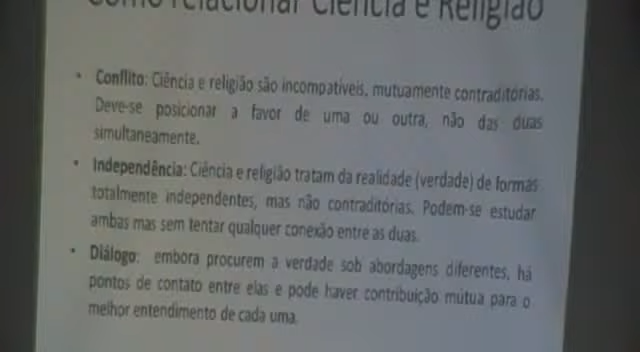 Como relacionar Ciência e Religião
• Conflito: Ciência e religião são incompatíveis, mutuamente contraditórias.
Deve-se posicionar a favor de uma ou outra, não das duas
simultaneamente.
• Independência: Ciência e religião tratam da realidade (verdade) de formas
totalmente independentes, mas não contraditórias. Podem-se estudar
ambas mas sem tentar qualquer conexão entre as duas.
• Diálogo: embora procurem a verdade sob abordagens diferentes, há
pontos de contato entre elas e pode haver contribuição mútua para o
melhor entendimento de cada uma.